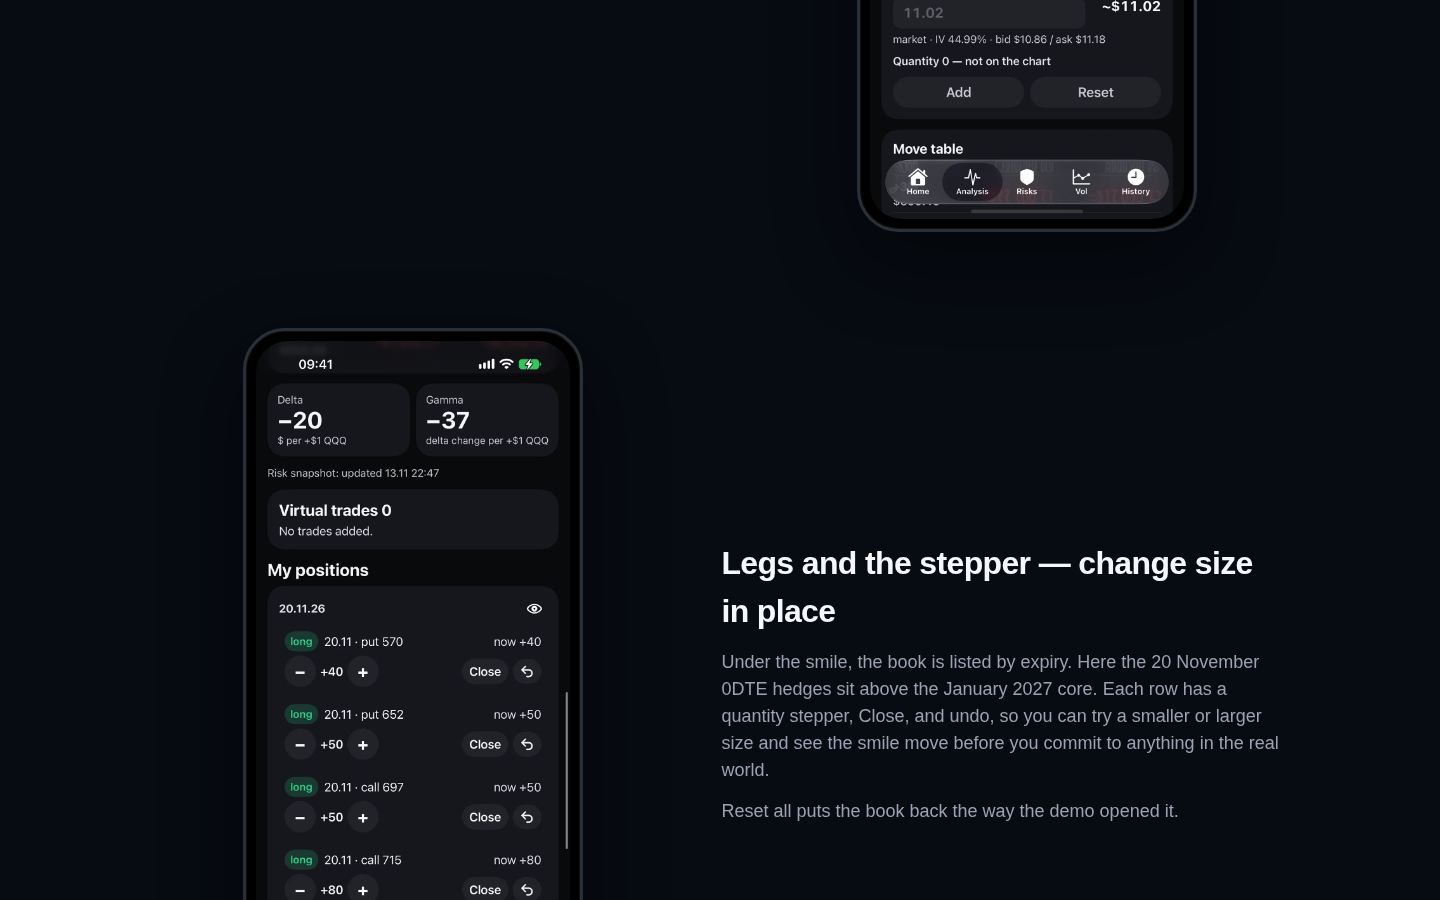 11.02
~$11.02
market · IV 44.99% · bid $10.86 / ask $11.18
Quantity 0 — not on the chart
Add
Reset
Move table
Home
Analysis
Risks
Vol
History
09:41
Delta
−20
$ per +$1 QQQ
Gamma
−37
delta change per +$1 QQQ
Risk snapshot: updated 13.11 22:47
Virtual trades 0
No trades added.
My positions
20.11.26
long 20.11 · put 570 now +40
− +40 + Close
long 20.11 · put 652 now +50
− +50 + Close
long 20.11 · call 697 now +50
− +50 + Close
long 20.11 · call 715 now +80
− +80 + Close
Legs and the stepper — change size
in place
Under the smile, the book is listed by expiry. Here the 20 November
0DTE hedges sit above the January 2027 core. Each row has a
quantity stepper, Close, and undo, so you can try a smaller or larger
size and see the smile move before you commit to anything in the real
world.
Reset all puts the book back the way the demo opened it.